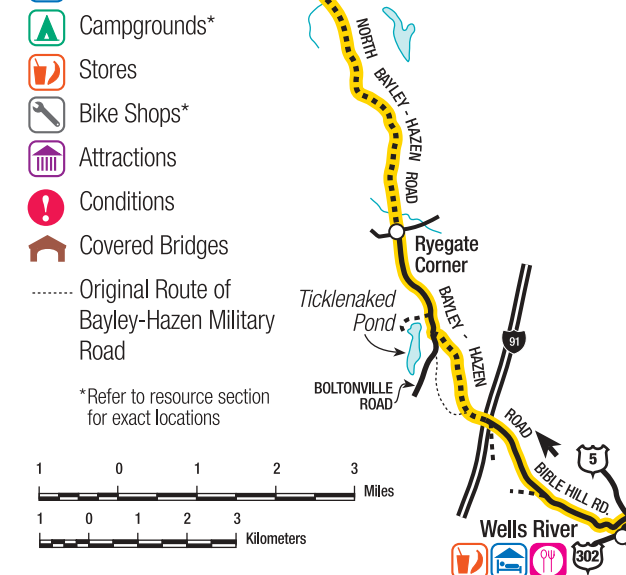 Campgrounds*
Stores
Bike Shops*
Attractions
Conditions
Covered Bridges
Original Route of
Bayley-Hazen Military
Road
*Refer to resource section
for exact locations
1 0 1 2 3
Miles
1 0 1 2 3
Kilometers
NORTH BAYLEY - HAZEN ROAD
Ryegate
Corner
Ticklenaked
Pond
BAYLEY - HAZEN ROAD
BOLTONVILLE
ROAD
91
5
BIBLE HILL RD.
Wells River
302